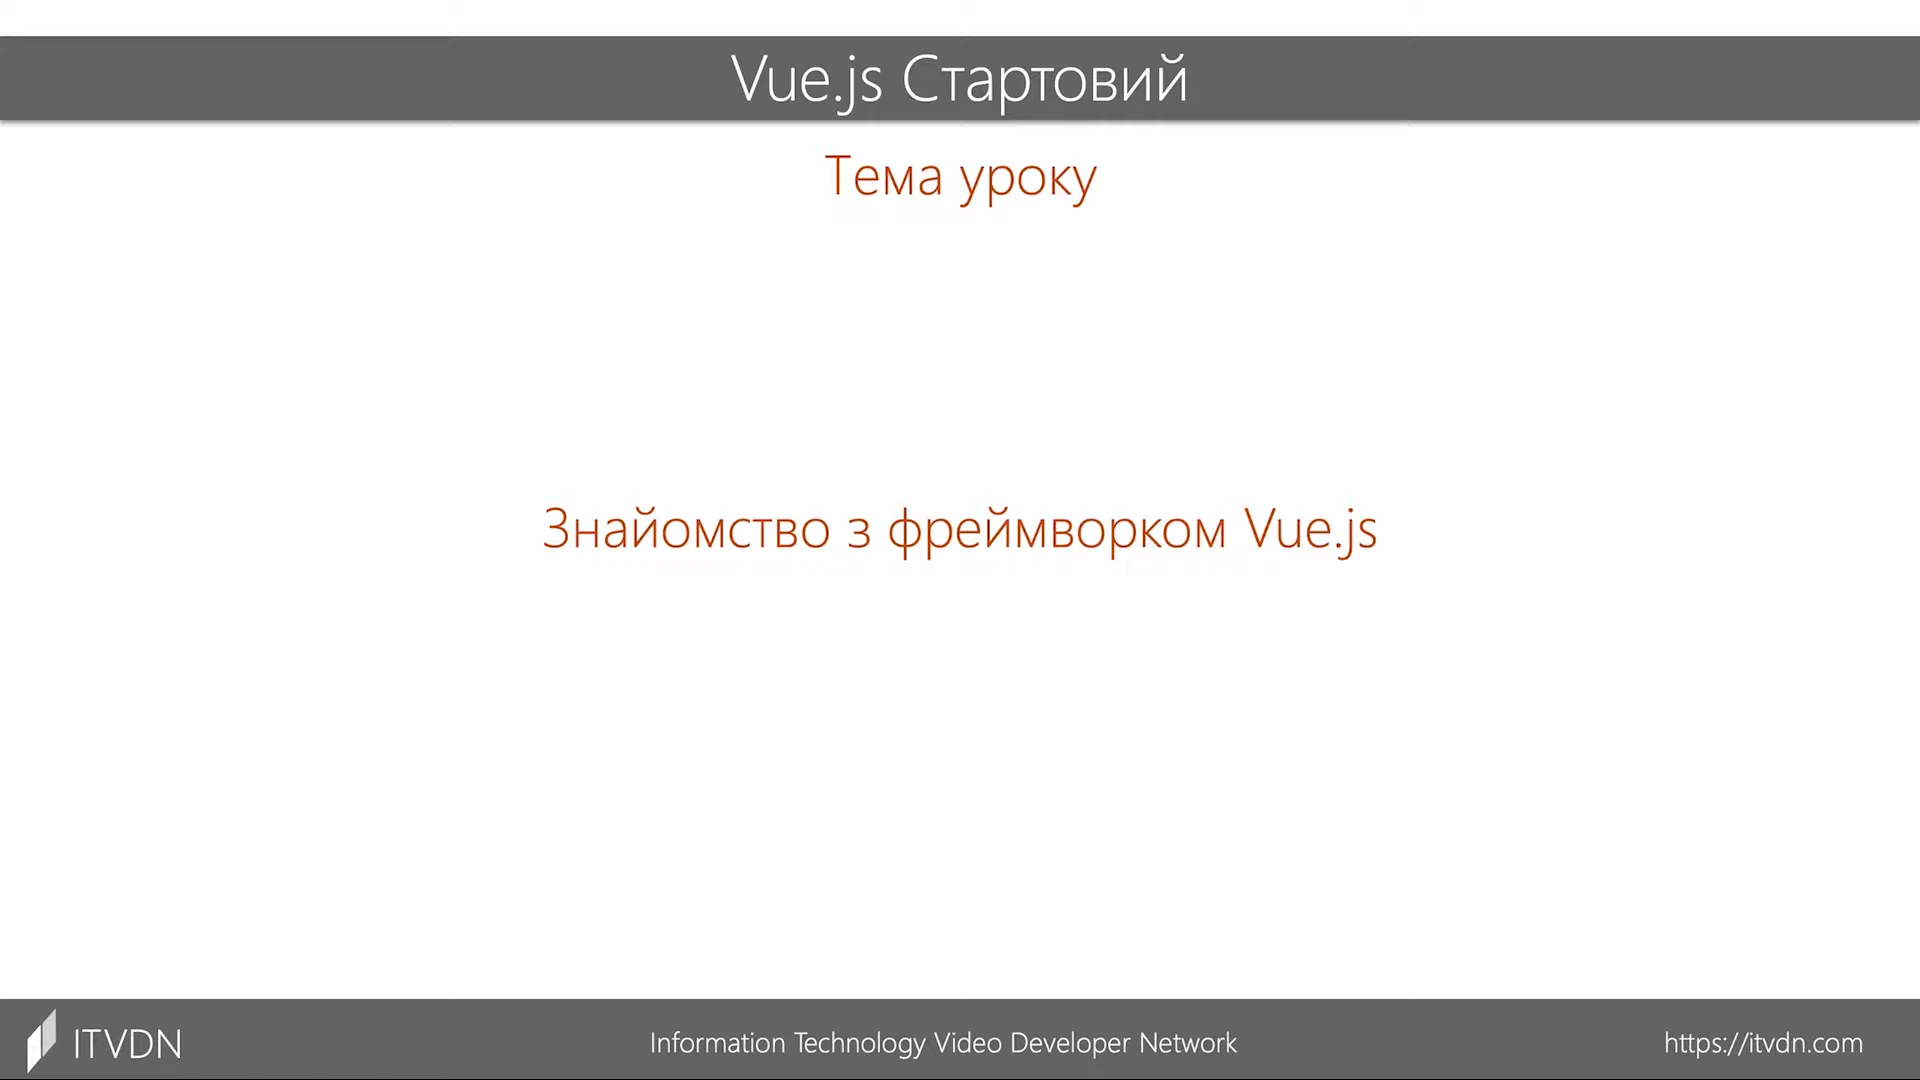 Vue.js Стартовий
Тема уроку
Знайомство з фреймворком Vue.js
ITVDN
Information Technology Video Developer Network
https://itvdn.com